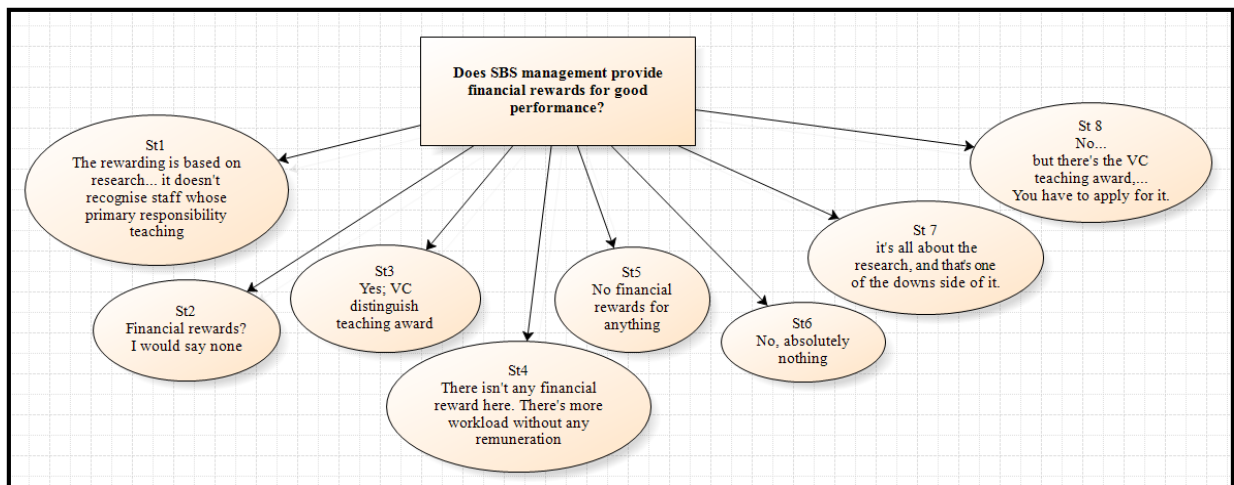 Does SBS management provide
financial rewards for good
performance?
St1
The rewarding is based on
research... it doesn't
recognise staff whose
primary responsibility
teaching
St2
Financial rewards?
I would say none
St3
Yes; VC
distinguish
teaching award
St4
There isn't any financial
reward here. There's more
workload without any
remuneration
St5
No financial
rewards for
anything
St6
No, absolutely
nothing
St 7
it's all about the
research, and that's one
of the downs side of it.
St 8
No...
but there's the VC
teaching award,...
You have to apply for it.